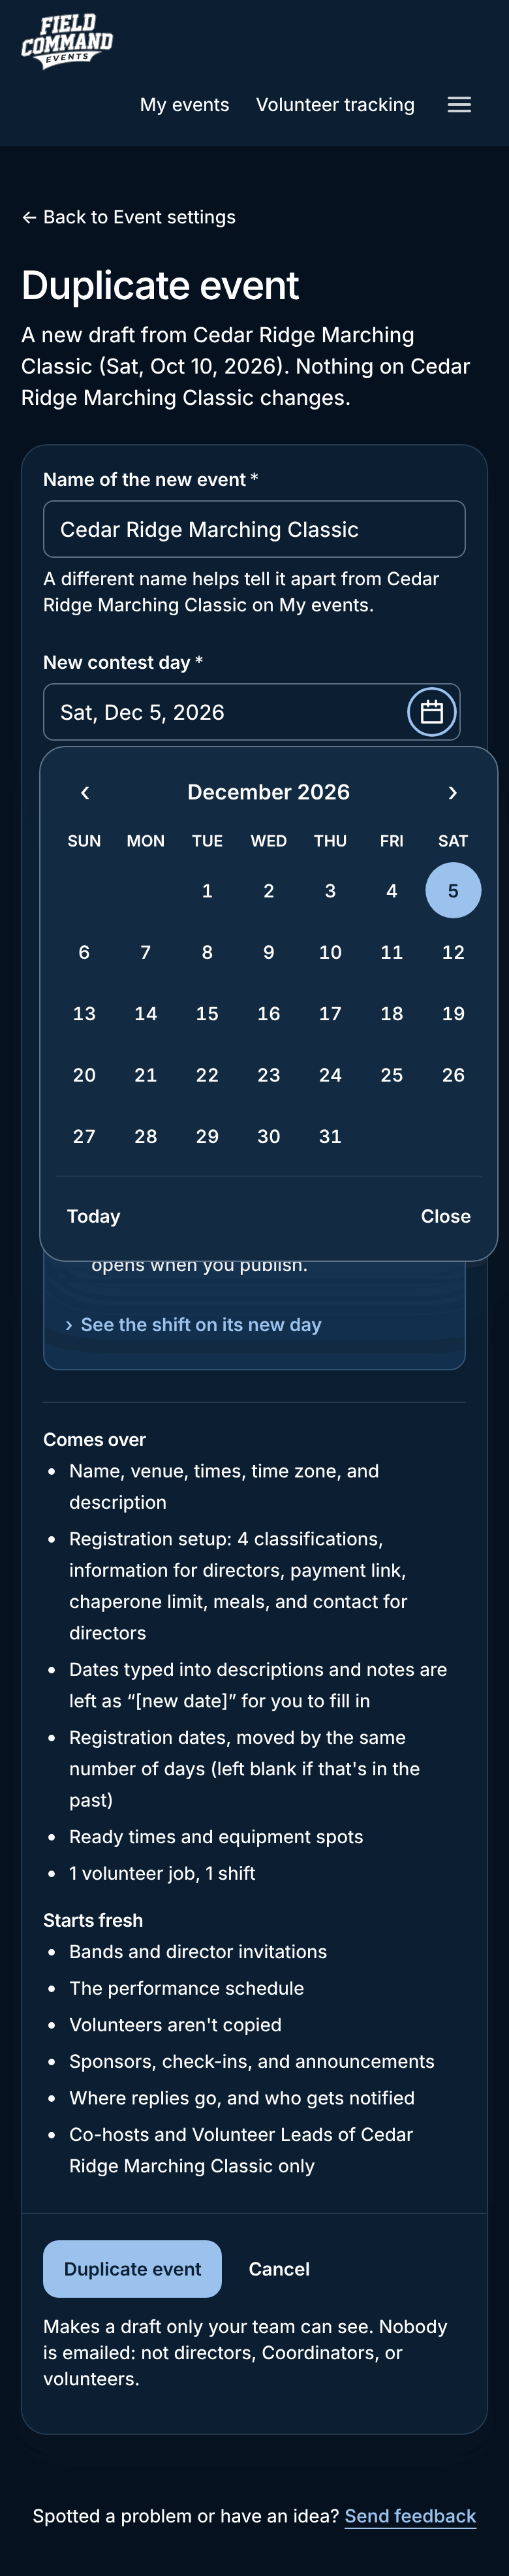 FIELD
COMMAND
EVENTS
My events Volunteer tracking
← Back to Event settings
Duplicate event
A new draft from Cedar Ridge Marching
Classic (Sat, Oct 10, 2026). Nothing on Cedar
Ridge Marching Classic changes.
Name of the new event *
Cedar Ridge Marching Classic
A different name helps tell it apart from Cedar
Ridge Marching Classic on My events.
New contest day *
Sat, Dec 5, 2026
‹ December 2026 ›
SUN MON TUE WED THU FRI SAT
1 2 3 4 5
6 7 8 9 10 11 12
13 14 15 16 17 18 19
20 21 22 23 24 25 26
27 28 29 30 31
Today Close
opens when you publish.
› See the shift on its new day
Comes over
• Name, venue, times, time zone, and
description
• Registration setup: 4 classifications,
information for directors, payment link,
chaperone limit, meals, and contact for
directors
• Dates typed into descriptions and notes are
left as “[new date]” for you to fill in
• Registration dates, moved by the same
number of days (left blank if that's in the
past)
• Ready times and equipment spots
• 1 volunteer job, 1 shift
Starts fresh
• Bands and director invitations
• The performance schedule
• Volunteers aren't copied
• Sponsors, check-ins, and announcements
• Where replies go, and who gets notified
• Co-hosts and Volunteer Leads of Cedar
Ridge Marching Classic only
Duplicate event Cancel
Makes a draft only your team can see. Nobody
is emailed: not directors, Coordinators, or
volunteers.
Spotted a problem or have an idea? Send feedback